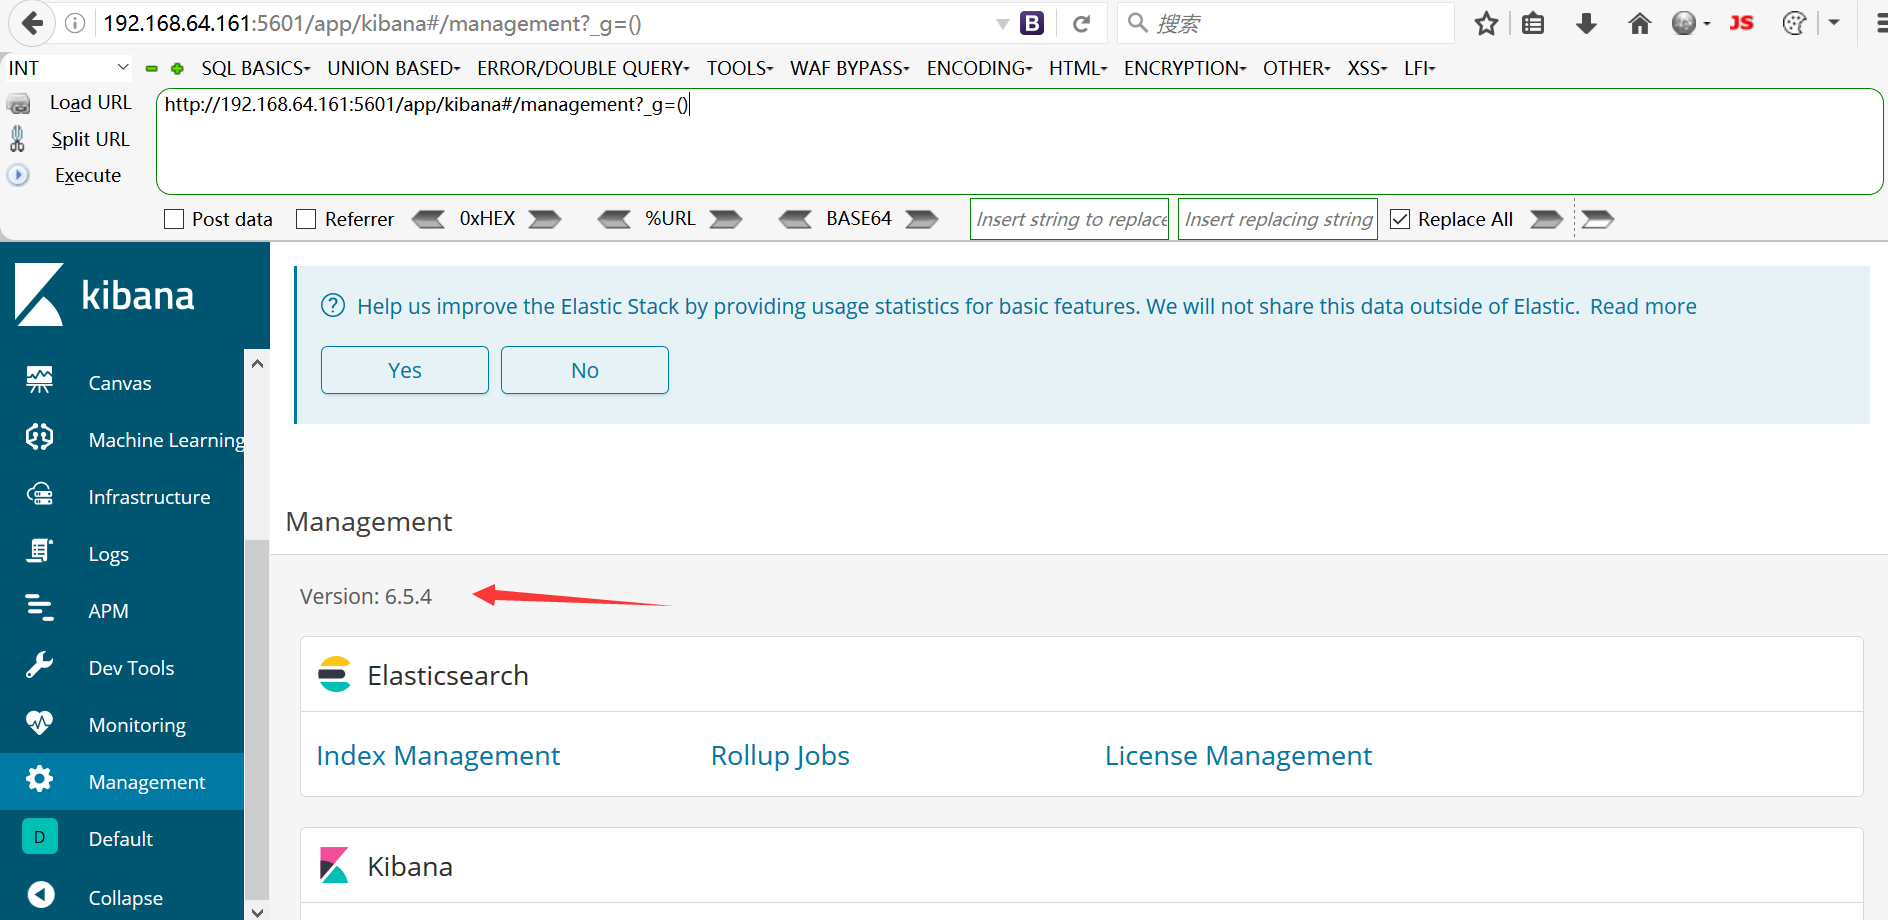 192.168.64.161:5601/app/kibana#/management?_g=()
B
搜索
JS
INT
SQL BASICS
UNION BASED
ERROR/DOUBLE QUERY
TOOLS
WAF BYPASS
ENCODING
HTML
ENCRYPTION
OTHER
XSS
LFI
Load URL
http://192.168.64.161:5601/app/kibana#/management?_g=()
Split URL
Execute
Post data
Referrer
0xHEX
%URL
BASE64
Insert string to replace
Insert replacing string
Replace All
kibana
Canvas
Machine Learning
Infrastructure
Logs
APM
Dev Tools
Monitoring
Management
D
Default
Collapse
Help us improve the Elastic Stack by providing usage statistics for basic features. We will not share this data outside of Elastic. Read more
Yes
No
Management
Version: 6.5.4
Elasticsearch
Index Management
Rollup Jobs
License Management
Kibana